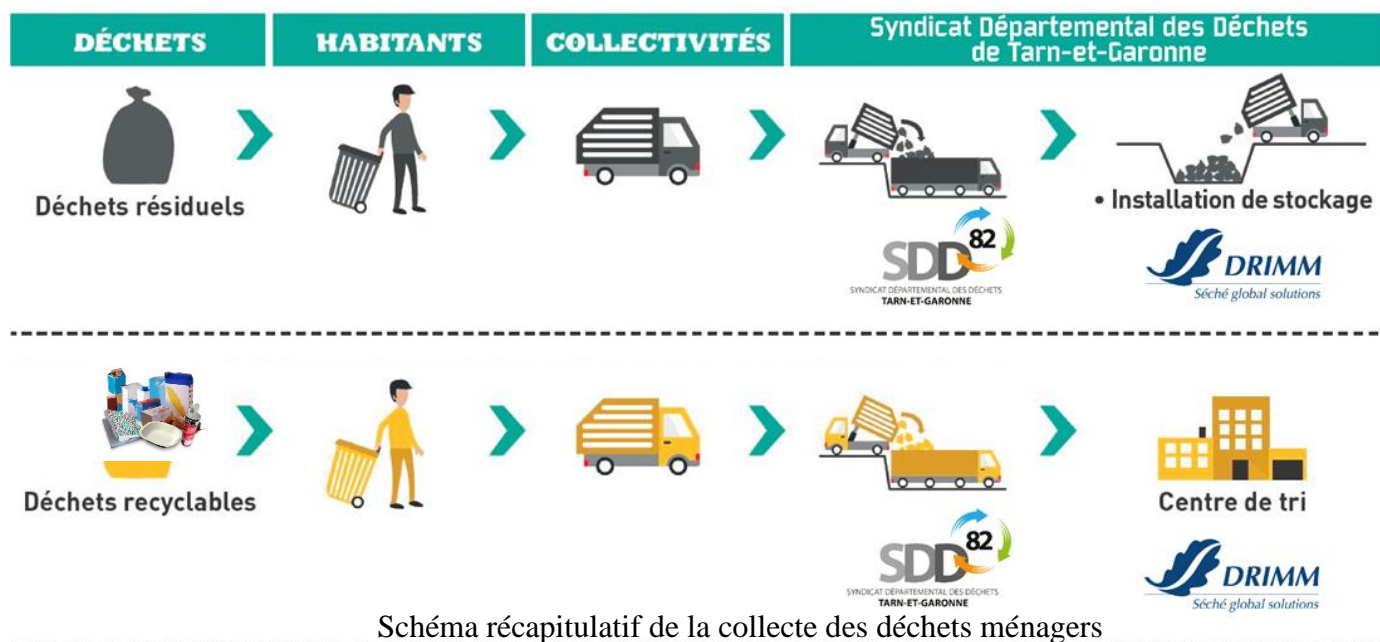 DÉCHETS
HABITANTS
COLLECTIVITÉS
Syndicat Départemental des Déchets
de Tarn-et-Garonne
Déchets résiduels
• Installation de stockage
SDD 82
SYNDICAT DÉPARTEMENTAL DES DÉCHETS
TARN-ET-GARONNE
DRIMM
Séché global solutions
Déchets recyclables
Centre de tri
SDD 82
SYNDICAT DÉPARTEMENTAL DES DÉCHETS
TARN-ET-GARONNE
DRIMM
Séché global solutions
Schéma récapitulatif de la collecte des déchets ménagers